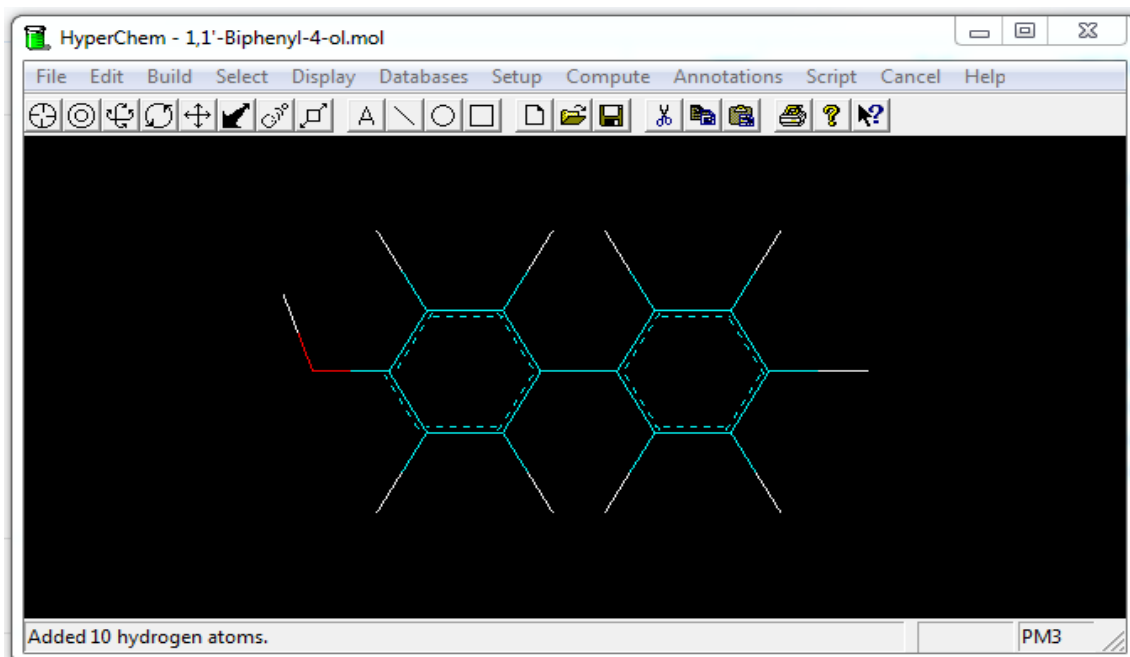 HyperChem - 1,1'-Biphenyl-4-ol.mol
File Edit Build Select Display Databases Setup Compute Annotations Script Cancel Help
A
Added 10 hydrogen atoms.
PM3